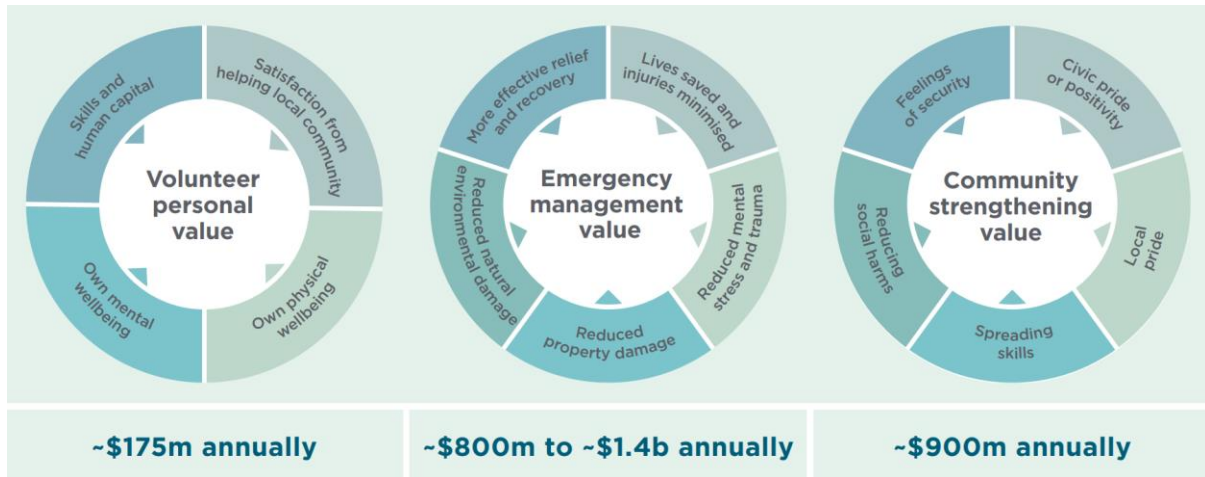 Skills and
human capital
Satisfaction from
helping local community
Own mental
wellbeing
Own physical
wellbeing
Volunteer
personal
value
~$175m annually
More effective relief
and recovery
Lives saved and
injuries minimised
Reduced natural
environmental damage
Reduced mental
stress and trauma
Reduced
property damage
Emergency
management
value
~$800m to ~$1.4b annually
Feelings
of security
Civic pride
or positivity
Reducing
social harms
Local
pride
Spreading
skills
Community
strengthening
value
~$900m annually